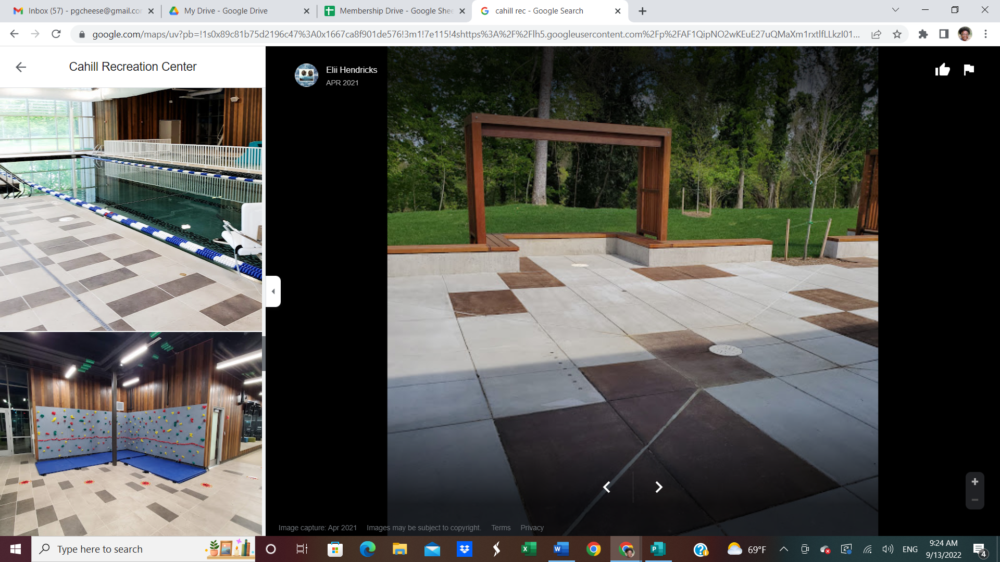 Inbox (57) - pgcheese@gmail.co
My Drive - Google Drive
Membership Drive - Google Shee
cahill rec - Google Search
google.com/maps/uv?pb=!1s0x89c81b75d2196c47%3A0x1667ca8f901de576!3m1!7e115!4shttps%3A%2F%2Flh5.googleusercontent.com%2Fp%2FAF1QipNO2wKEuE27uQMaXm1rxtlfLLkzI01...
Cahill Recreation Center
Elii Hendricks
APR 2021
Image capture: Apr 2021 Images may be subject to copyright. Terms Privacy
Type here to search
69°F
ENG
9:24 AM
9/13/2022
4